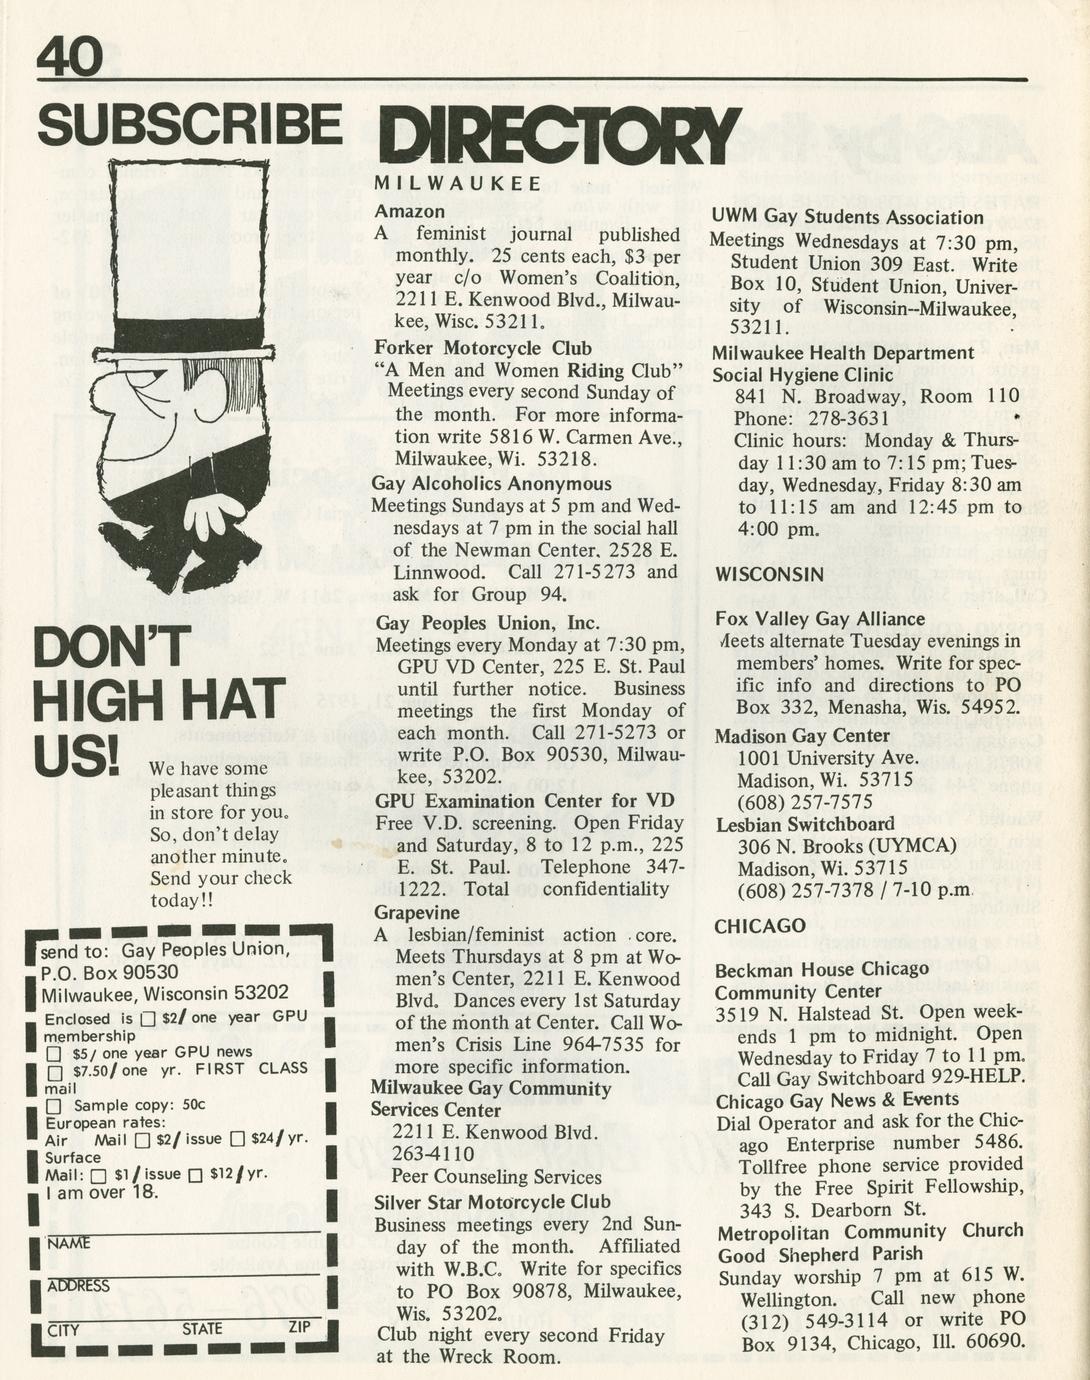 40
SUBSCRIBE
DON'T
HIGH HAT
US!
We have some
pleasant things
in store for you.
So, don't delay
another minute.
Send your check
today!!
send to: Gay Peoples Union,
P.O. Box 90530
Milwaukee, Wisconsin 53202
Enclosed is □ $2/ one year GPU
membership
□ $5/ one year GPU news
□ $7.50/ one yr. FIRST CLASS
mail
□ Sample copy: 50c
European rates:
Air Mail □ $2/ issue □ $24/ yr.
Surface
Mail: □ $1/ issue □ $12/ yr.
I am over 18.
NAME
ADDRESS
CITY STATE ZIP
DIRECTORY
MILWAUKEE
Amazon
A feminist journal published
monthly. 25 cents each, $3 per
year c/o Women's Coalition,
2211 E. Kenwood Blvd., Milwau-
kee, Wisc. 53211.
Forker Motorcycle Club
“A Men and Women Riding Club”
Meetings every second Sunday of
the month. For more informa-
tion write 5816 W. Carmen Ave.,
Milwaukee, Wi. 53218.
Gay Alcoholics Anonymous
Meetings Sundays at 5 pm and Wed-
nesdays at 7 pm in the social hall
of the Newman Center. 2528 E.
Linnwood. Call 271-5273 and
ask for Group 94.
Gay Peoples Union, Inc.
Meetings every Monday at 7:30 pm,
GPU VD Center, 225 E. St. Paul
until further notice. Business
meetings the first Monday of
each month. Call 271-5273 or
write P.O. Box 90530, Milwau-
kee, 53202.
GPU Examination Center for VD
Free V.D. screening. Open Friday
and Saturday, 8 to 12 p.m., 225
E. St. Paul. Telephone 347-
1222. Total confidentiality
Grapevine
A lesbian/feminist action core.
Meets Thursdays at 8 pm at Wo-
men's Center, 2211 E. Kenwood
Blvd. Dances every 1st Saturday
of the month at Center. Call Wo-
men's Crisis Line 964-7535 for
more specific information.
Milwaukee Gay Community
Services Center
2211 E. Kenwood Blvd.
263-4110
Peer Counseling Services
Silver Star Motorcycle Club
Business meetings every 2nd Sun-
day of the month. Affiliated
with W.B.C. Write for specifics
to PO Box 90878, Milwaukee,
Wis. 53202.
Club night every second Friday
at the Wreck Room.
UWM Gay Students Association
Meetings Wednesdays at 7:30 pm,
Student Union 309 East. Write
Box 10, Student Union, Univer-
sity of Wisconsin--Milwaukee,
53211.
Milwaukee Health Department
Social Hygiene Clinic
841 N. Broadway, Room 110
Phone: 278-3631
Clinic hours: Monday & Thurs-
day 11:30 am to 7:15 pm; Tues-
day, Wednesday, Friday 8:30 am
to 11:15 am and 12:45 pm to
4:00 pm.
WISCONSIN
Fox Valley Gay Alliance
Meets alternate Tuesday evenings in
members' homes. Write for spec-
ific info and directions to PO
Box 332, Menasha, Wis. 54952.
Madison Gay Center
1001 University Ave.
Madison, Wi. 53715
(608) 257-7575
Lesbian Switchboard
306 N. Brooks (UYMCA)
Madison, Wi. 53715
(608) 257-7378 / 7-10 p.m.
CHICAGO
Beckman House Chicago
Community Center
3519 N. Halstead St. Open week-
ends 1 pm to midnight. Open
Wednesday to Friday 7 to 11 pm.
Call Gay Switchboard 929-HELP.
Chicago Gay News & Events
Dial Operator and ask for the Chic-
ago Enterprise number 5486.
Tollfree phone service provided
by the Free Spirit Fellowship,
343 S. Dearborn St.
Metropolitan Community Church
Good Shepherd Parish
Sunday worship 7 pm at 615 W.
Wellington. Call new phone
(312) 549-3114 or write PO
Box 9134, Chicago, Ill. 60690.